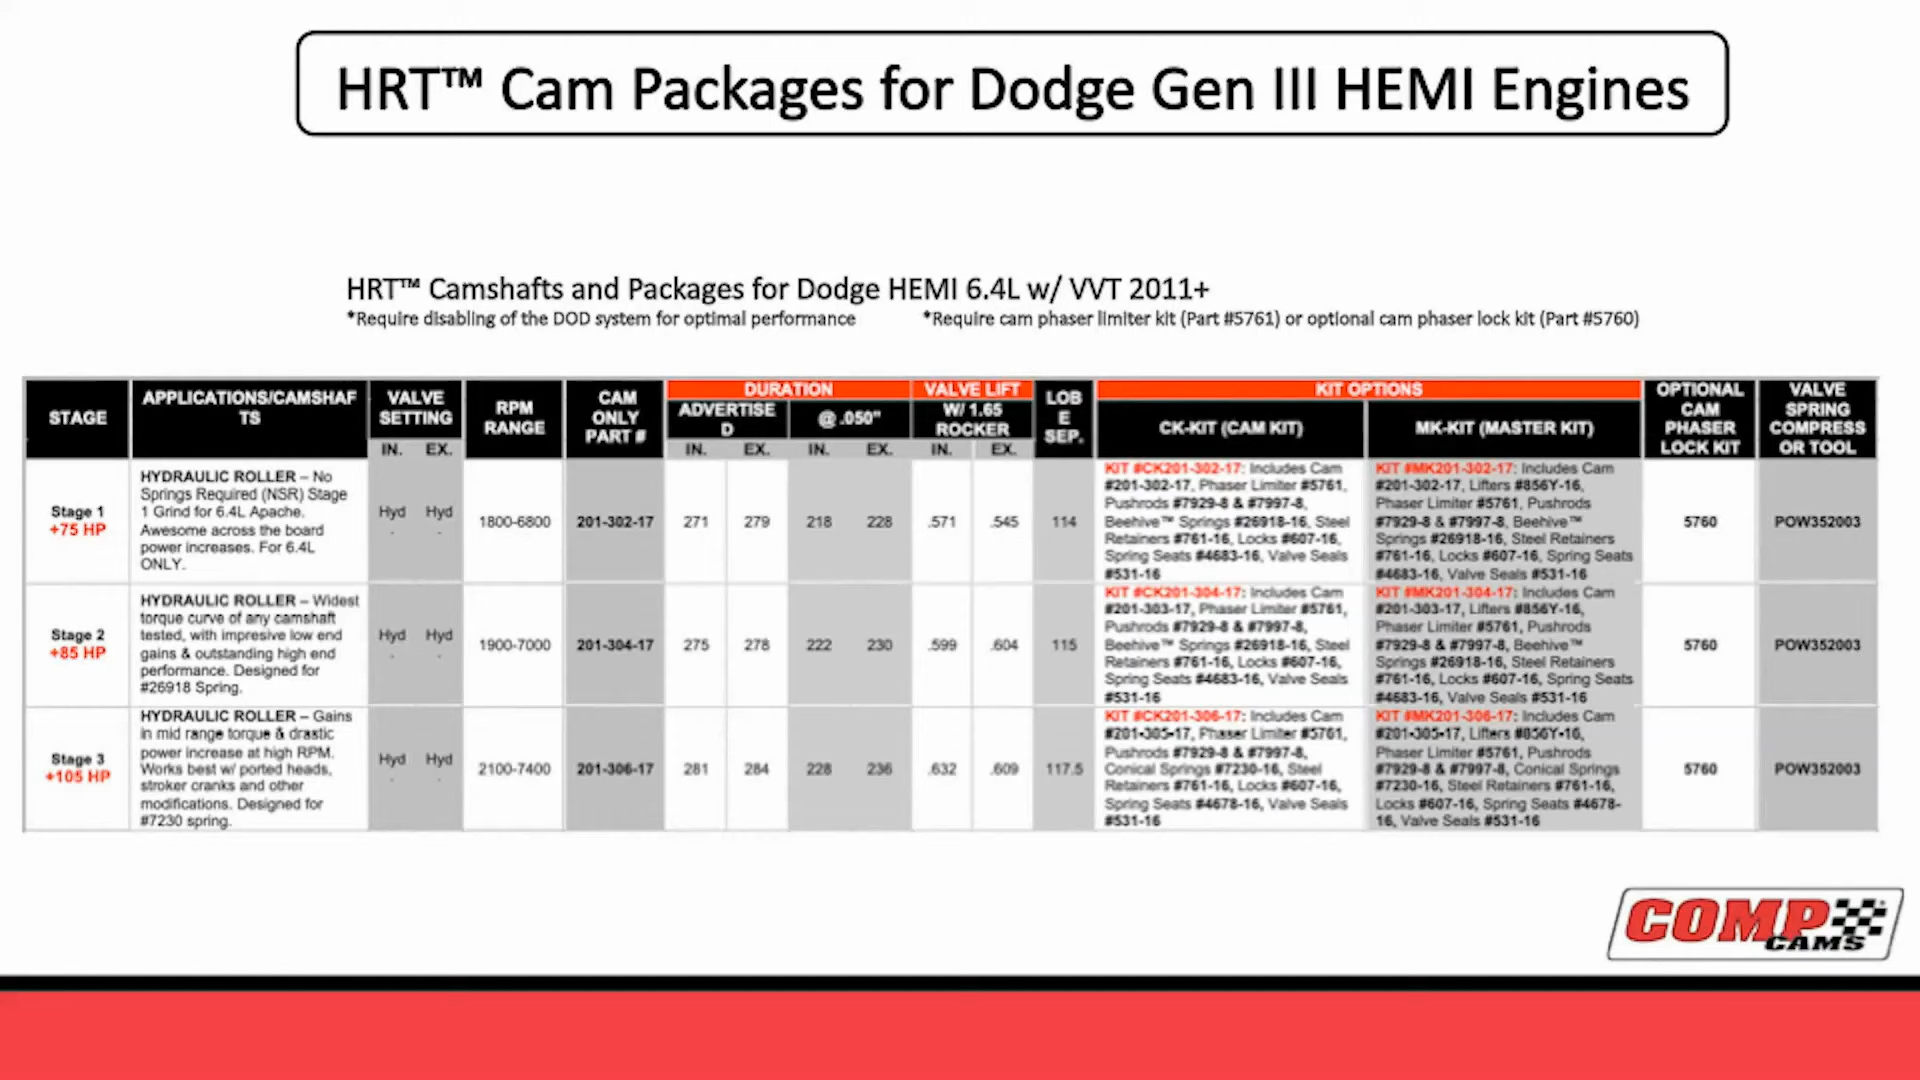 HRT™ Cam Packages for Dodge Gen III HEMI Engines
HRT™ Camshafts and Packages for Dodge HEMI 6.4L w/ VVT 2011+
*Require disabling of the DOD system for optimal performance *Require cam phaser limiter kit (Part #5761) or optional cam phaser lock kit (Part #5760)
STAGE
APPLICATIONS/CAMSHAF
TS
VALVE
SETTING
IN. EX.
RPM
RANGE
CAM
ONLY
PART #
DURATION
ADVERTISE
D
@ .050"
IN. EX. IN. EX.
VALVE LIFT
W/ 1.65
ROCKER
IN. EX.
LOB
E
SEP.
KIT OPTIONS
CK-KIT (CAM KIT)
MK-KIT (MASTER KIT)
OPTIONAL
CAM
PHASER
LOCK KIT
VALVE
SPRING
COMPRESS
OR TOOL
Stage 1
+75 HP
HYDRAULIC ROLLER – No
Springs Required (NSR) Stage
1 Grind for 6.4L Apache.
Awesome across the board
power increases. For 6.4L
ONLY.
Hyd Hyd
. .
1800-6800
201-302-17
271 279 218 228 .571 .545 114
KIT #CK201-302-17: Includes Cam
#201-302-17, Phaser Limiter #5761,
Pushrods #7929-8 & #7997-8,
Beehive™ Springs #26918-16, Steel
Retainers #761-16, Locks #607-16,
Spring Seats #4683-16, Valve Seals
#531-16
KIT #MK201-302-17: Includes Cam
#201-302-17, Lifters #856Y-16,
Phaser Limiter #5761, Pushrods
#7929-8 & #7997-8, Beehive™
Springs #26918-16, Steel Retainers
#761-16, Locks #607-16, Spring Seats
#4683-16, Valve Seals #531-16
5760
POW352003
Stage 2
+85 HP
HYDRAULIC ROLLER – Widest
torque curve of any camshaft
tested, with impresive low end
gains & outstanding high end
performance. Designed for
#26918 Spring.
Hyd Hyd
. .
1900-7000
201-304-17
275 278 222 230 .599 .604 115
KIT #CK201-304-17: Includes Cam
#201-303-17, Phaser Limiter #5761,
Pushrods #7929-8 & #7997-8,
Beehive™ Springs #26918-16, Steel
Retainers #761-16, Locks #607-16,
Spring Seats #4683-16, Valve Seals
#531-16
KIT #MK201-304-17: Includes Cam
#201-303-17, Lifters #856Y-16,
Phaser Limiter #5761, Pushrods
#7929-8 & #7997-8, Beehive™
Springs #26918-16, Steel Retainers
#761-16, Locks #607-16, Spring Seats
#4683-16, Valve Seals #531-16
5760
POW352003
Stage 3
+105 HP
HYDRAULIC ROLLER – Gains
in mid range torque & drastic
power increase at high RPM.
Works best w/ ported heads,
stroker cranks and other
modifications. Designed for
#7230 spring.
Hyd Hyd
. .
2100-7400
201-306-17
281 284 228 236 .632 .609 117.5
KIT #CK201-306-17: Includes Cam
#201-305-17, Phaser Limiter #5761,
Pushrods #7929-8 & #7997-8,
Conical Springs #7230-16, Steel
Retainers #761-16, Locks #607-16,
Spring Seats #4678-16, Valve Seals
#531-16
KIT #MK201-306-17: Includes Cam
#201-305-17, Lifters #856Y-16,
Phaser Limiter #5761, Pushrods
#7929-8 & #7997-8, Conical Springs
#7230-16, Steel Retainers #761-16,
Locks #607-16, Spring Seats #4678-
16, Valve Seals #531-16
5760
POW352003
COMP
CAMS